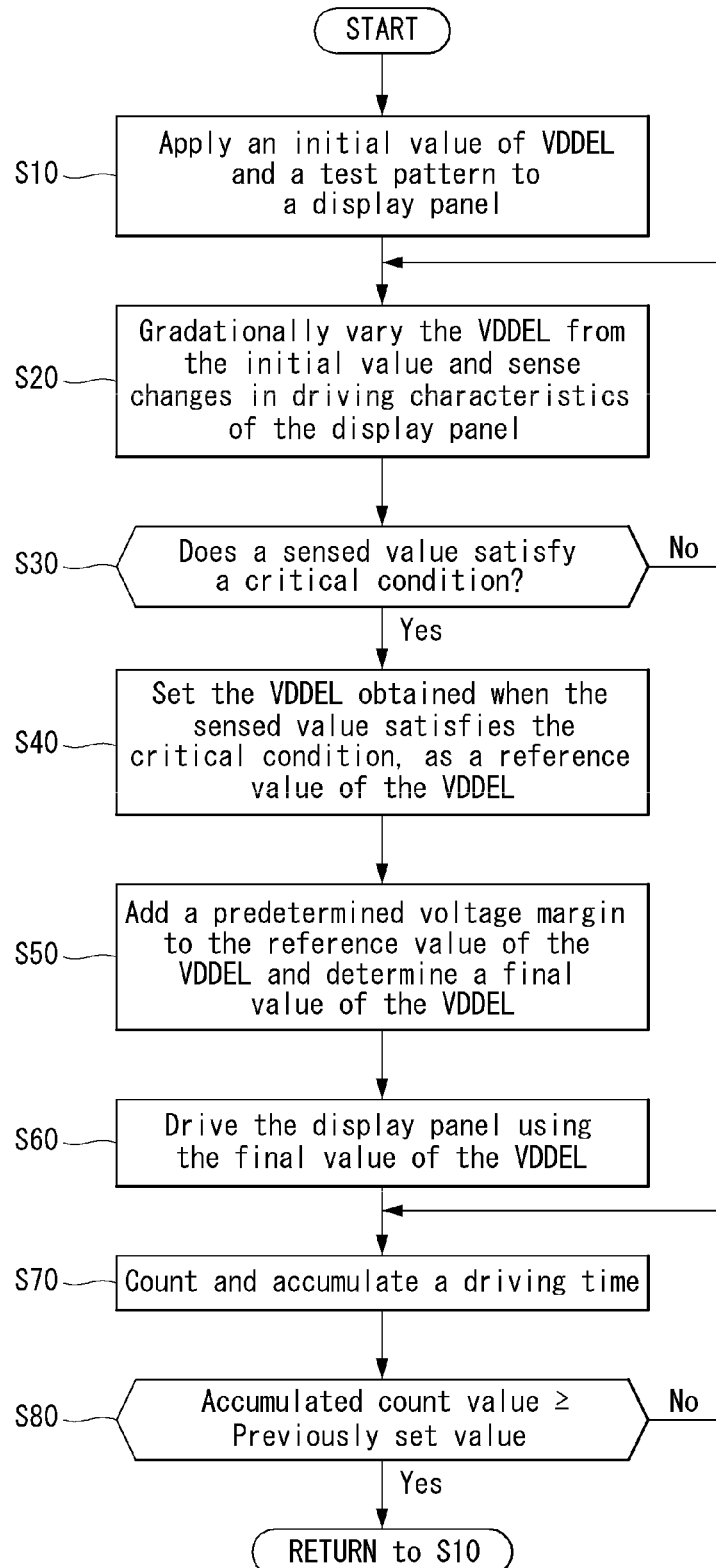 START
S10
Apply an initial value of VDDEL
and a test pattern to
a display panel
S20
Gradationally vary the VDDEL from
the initial value and sense
changes in driving characteristics
of the display panel
S30
Does a sensed value satisfy
a critical condition?
No
Yes
S40
Set the VDDEL obtained when the
sensed value satisfies the
critical condition, as a reference
value of the VDDEL
S50
Add a predetermined voltage margin
to the reference value of the
VDDEL and determine a final
value of the VDDEL
S60
Drive the display panel using
the final value of the VDDEL
S70
Count and accumulate a driving time
S80
Accumulated count value ≥
Previously set value
No
Yes
RETURN to S10